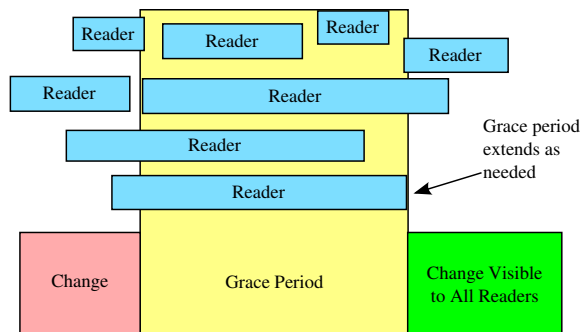 Reader
Reader
Reader
Reader
Reader
Reader
Reader
Reader
Grace period
extends as
needed
Change
Grace Period
Change Visible
to All Readers